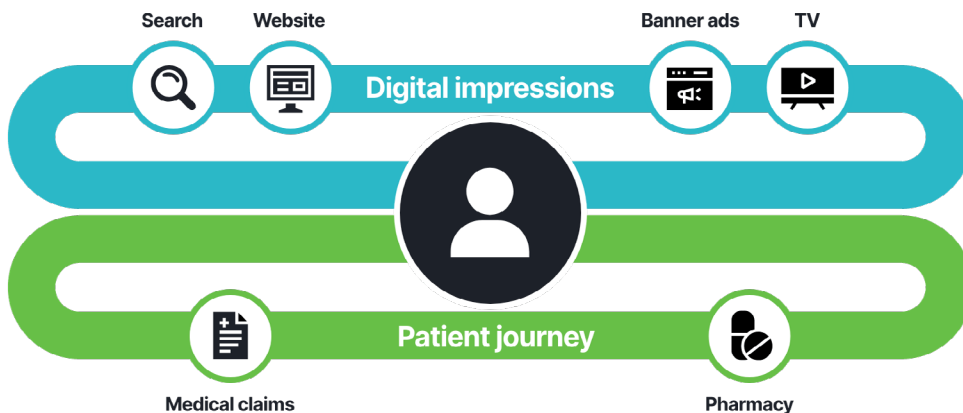 Search
Website
Banner ads
TV
Digital impressions
Patient journey
Medical claims
Pharmacy